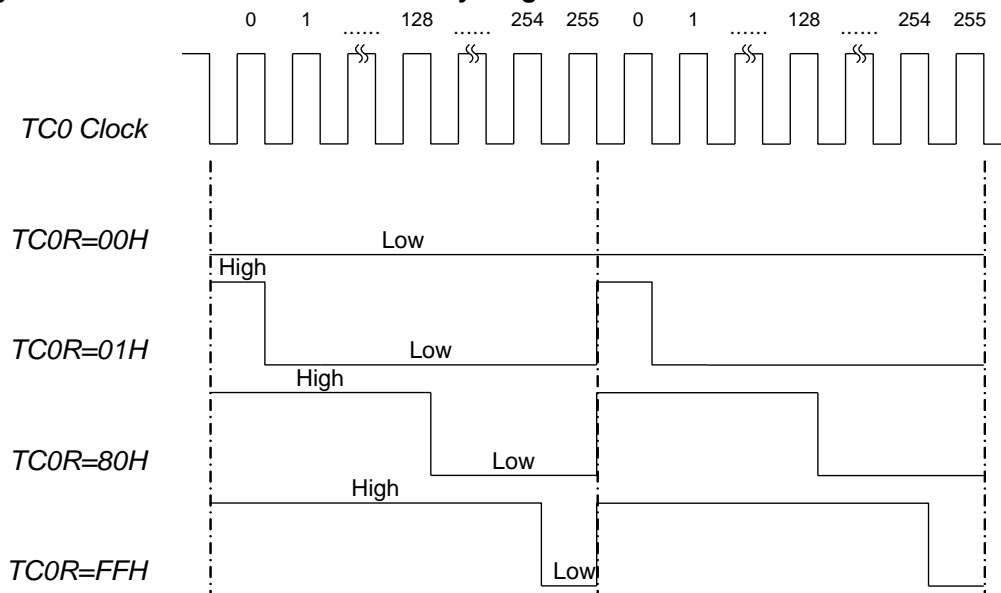 0 1 ...... 128 ...... 254 255 0 1 ...... 128 ...... 254 255
TC0 Clock
TC0R=00H
Low
High
TC0R=01H
Low
High
TC0R=80H
Low
High
TC0R=FFH
Low